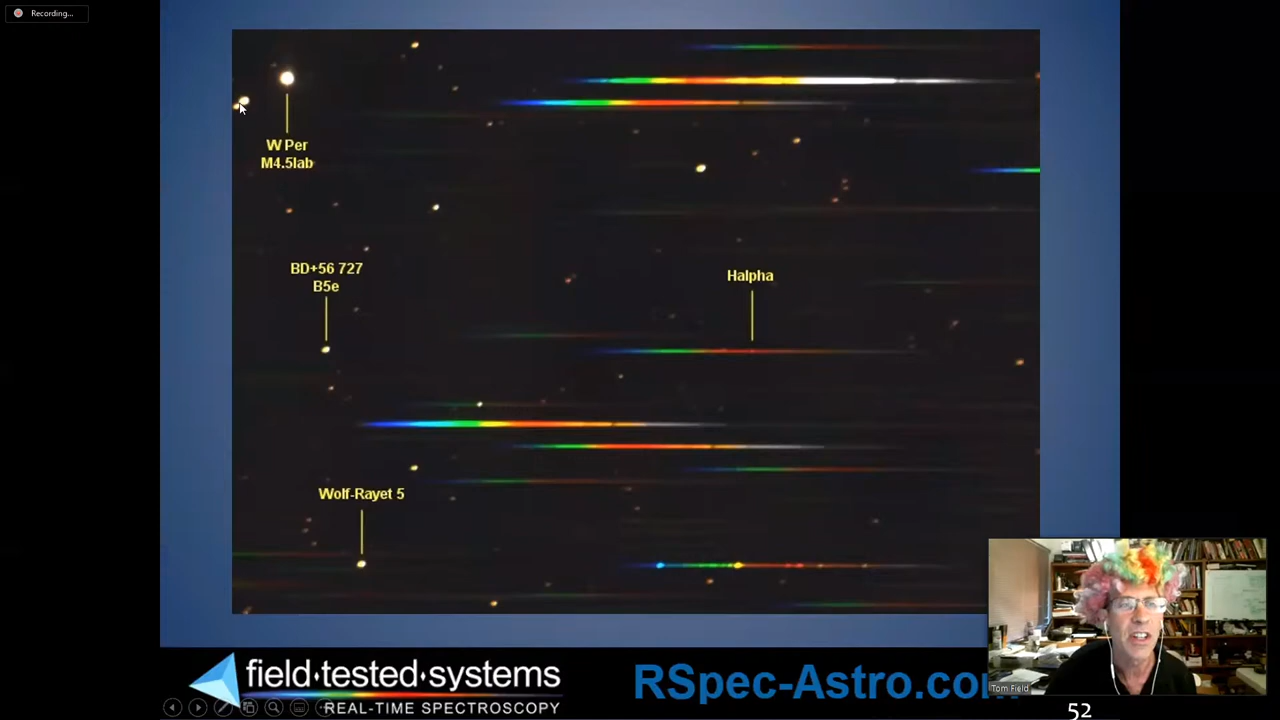 Recording...
W Per
M4.5Iab
BD+56 727
B5e
Halpha
Wolf-Rayet 5
field·tested·systems
REAL-TIME SPECTROSCOPY
RSpec-Astro.co
Tom Field
52